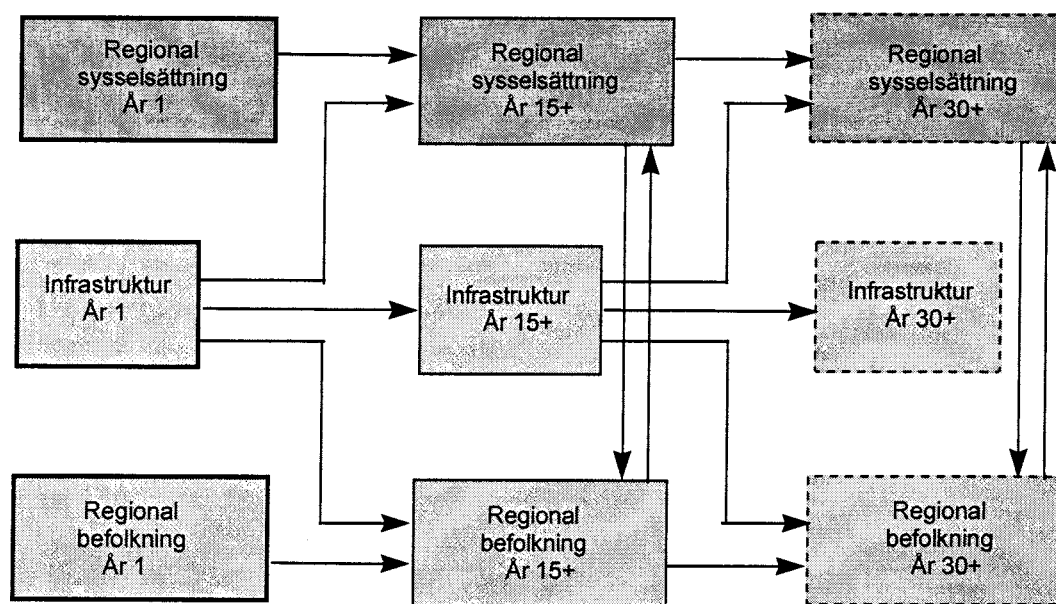 Regional
sysselsättning
År 1
Regional
sysselsättning
År 15+
Regional
sysselsättning
År 30+
Infrastruktur
År 1
Infrastruktur
År 15+
Infrastruktur
År 30+
Regional
befolkning
År 1
Regional
befolkning
År 15+
Regional
befolkning
År 30+